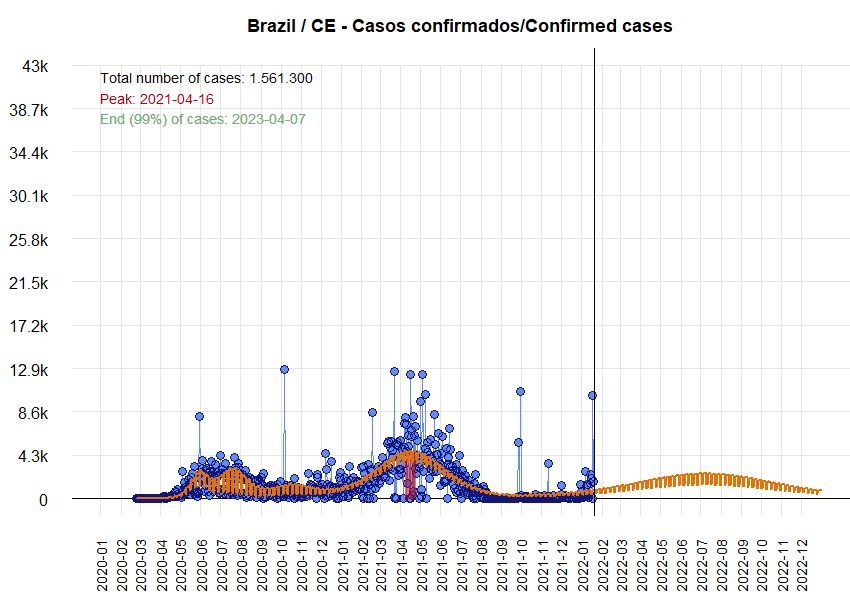 Brazil / CE - Casos confirmados/Confirmed cases
Total number of cases: 1.561.300
Peak: 2021-04-16
End (99%) of cases: 2023-04-07
43k
38.7k
34.4k
30.1k
25.8k
21.5k
17.2k
12.9k
8.6k
4.3k
0
2020-01
2020-02
2020-03
2020-04
2020-05
2020-06
2020-07
2020-08
2020-09
2020-10
2020-11
2020-12
2021-01
2021-02
2021-03
2021-04
2021-05
2021-06
2021-07
2021-08
2021-09
2021-10
2021-11
2021-12
2022-01
2022-02
2022-03
2022-04
2022-05
2022-06
2022-07
2022-08
2022-09
2022-10
2022-11
2022-12